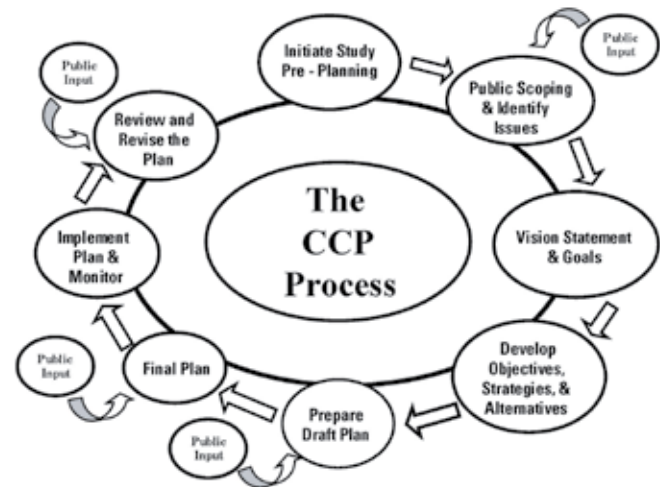 Initiate Study
Pre - Planning
Public
Input
Public Scoping
& Identify
Issues
Vision Statement
& Goals
Develop
Objectives,
Strategies, &
Alternatives
Prepare
Draft Plan
Public
Input
Final Plan
Public
Input
Implement
Plan &
Monitor
Review and
Revise the
Plan
Public
Input
The
CCP
Process